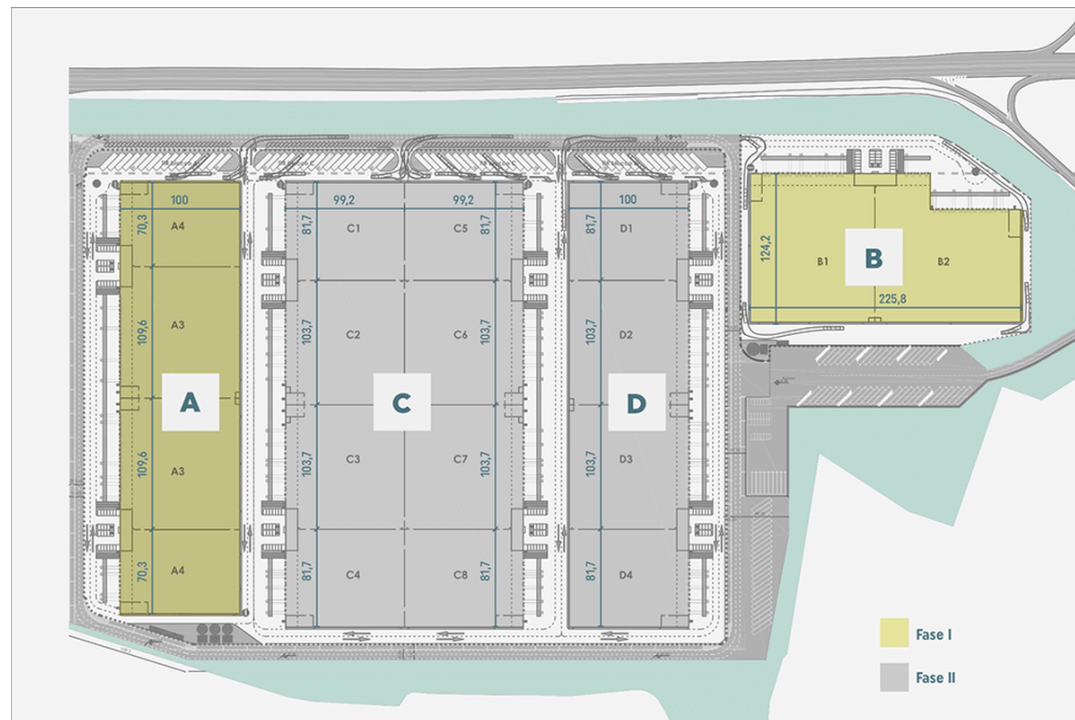 100
70,3
A4
109,6
A3
A
109,6
A3
70,3
A4
99,2
99,2
81,7
C1
C5
81,7
103,7
C2
C6
103,7
C
103,7
C3
C7
103,7
81,7
C4
C8
81,7
100
81,7
D1
103,7
D2
D
103,7
D3
81,7
D4
124,2
B1
B
B2
225,8
Fase I
Fase II